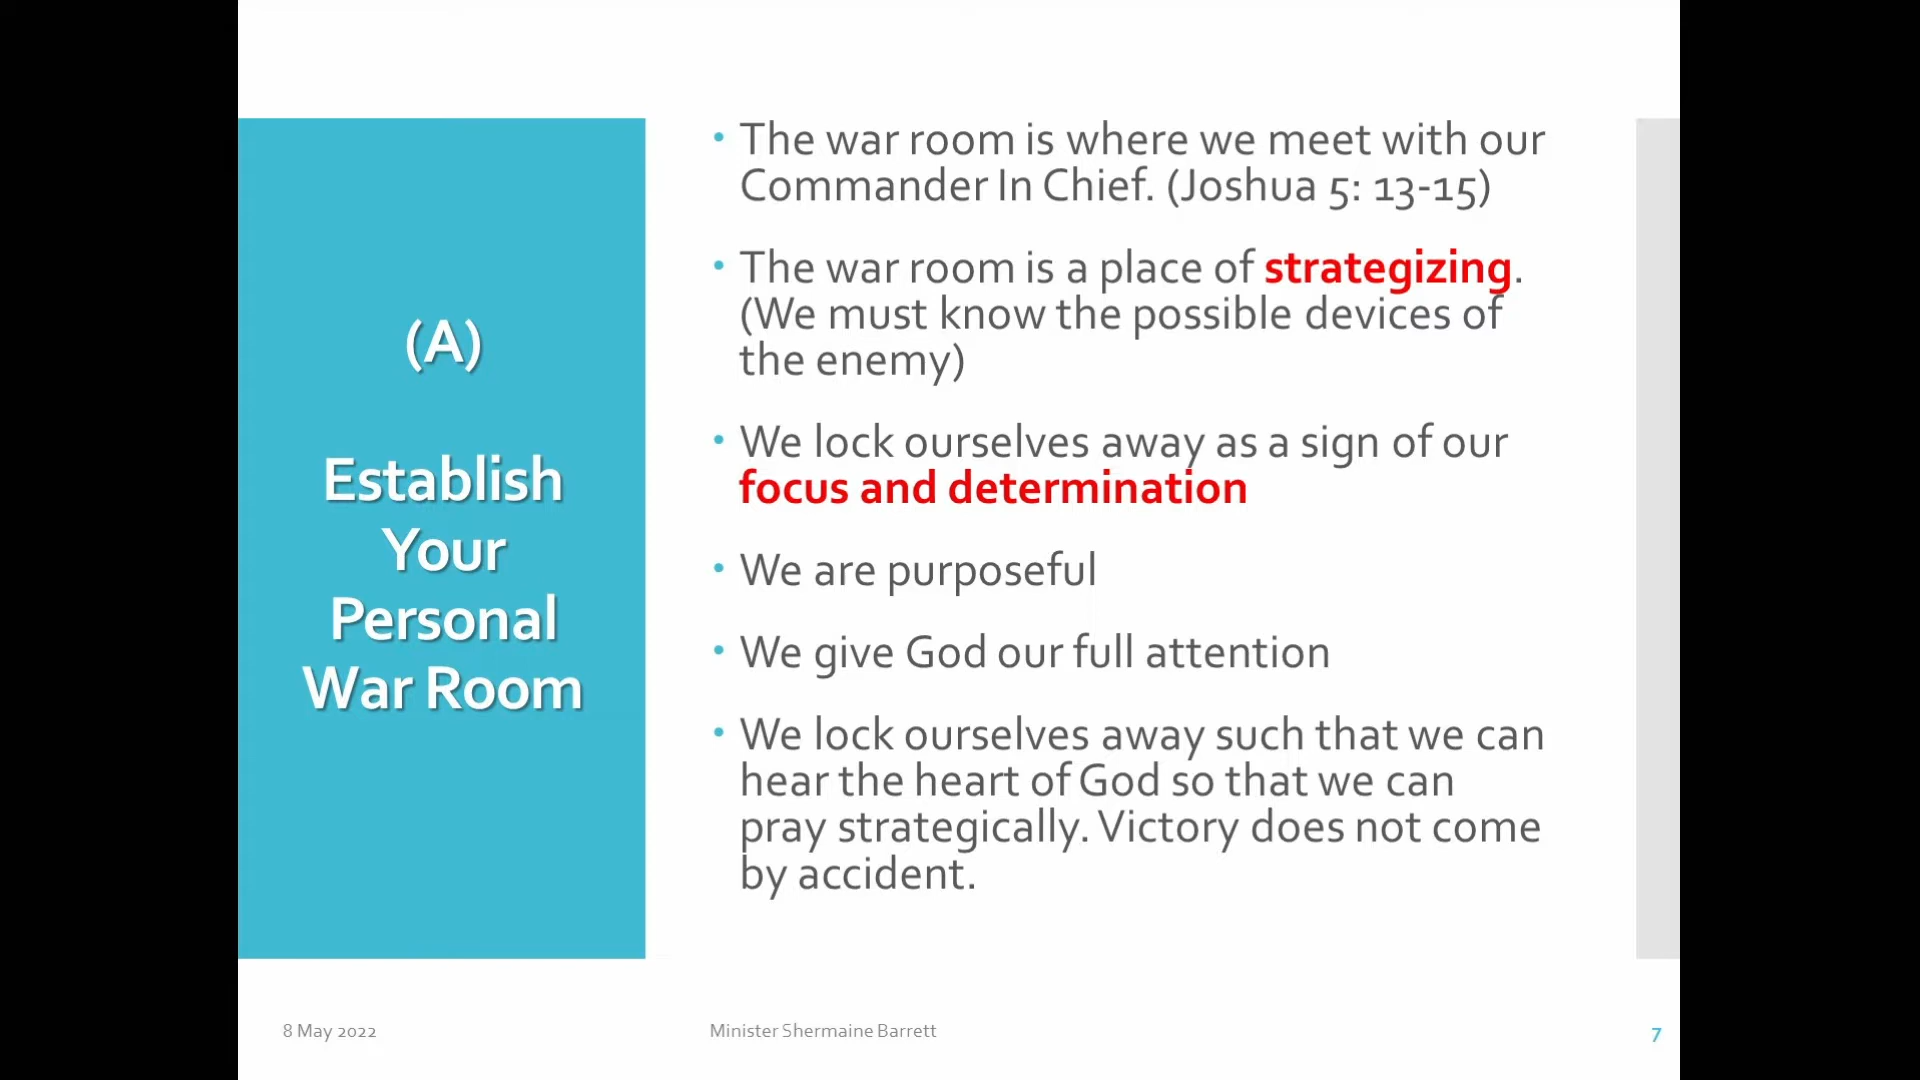 (A)
Establish
Your
Personal
War Room
• The war room is where we meet with our
Commander In Chief. (Joshua 5: 13-15)
• The war room is a place of strategizing.
(We must know the possible devices of
the enemy)
• We lock ourselves away as a sign of our
focus and determination
• We are purposeful
• We give God our full attention
• We lock ourselves away such that we can
hear the heart of God so that we can
pray strategically. Victory does not come
by accident.
8 May 2022
Minister Shermaine Barrett
7